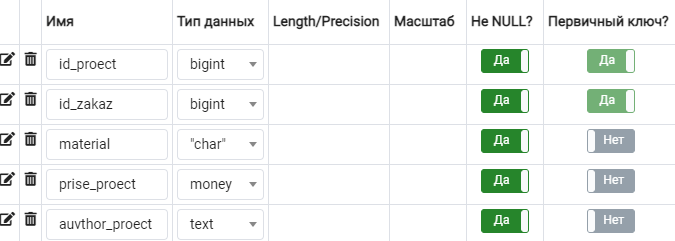 Имя Тип данных Length/Precision Масштаб Не NULL? Первичный ключ?
id_proect bigint Да Да
id_zakaz bigint Да Да
material "char" Да Нет
prise_proect money Да Нет
auvthor_proect text Да Нет